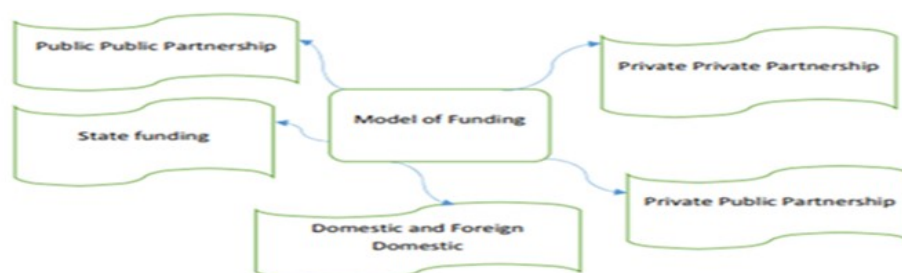 Public Public Partnership
Private Private Partnership
Model of Funding
State funding
Private Public Partnership
Domestic and Foreign
Domestic